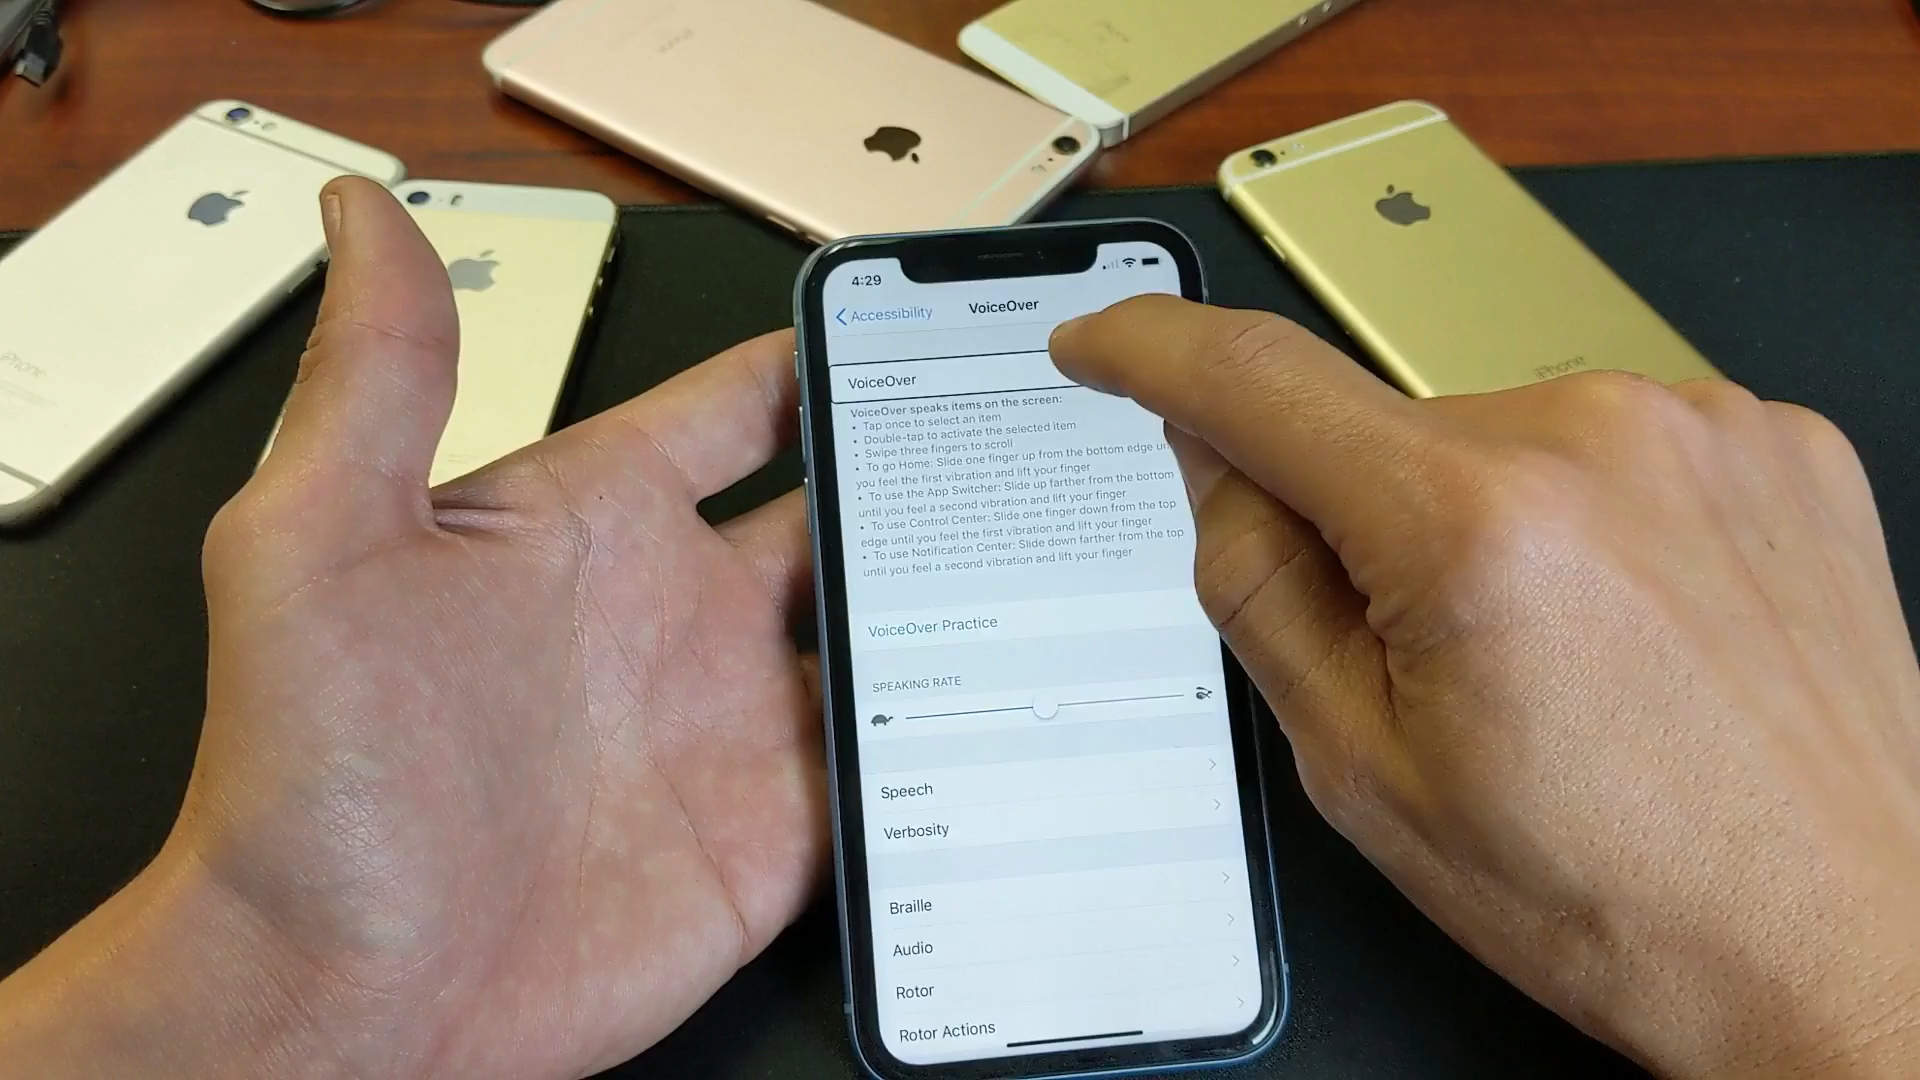 iPhone
iPhone
4:29
Accessibility
VoiceOver
VoiceOver
VoiceOver speaks items on the screen:
• Tap once to select an item
• Double-tap to activate the selected item
• Swipe three fingers to scroll
• To go Home: Slide one finger up from the bottom edge
you feel the first vibration and lift your finger
• To use the App Switcher: Slide up farther from the bottom
until you feel a second vibration and lift your finger
• To use Control Center: Slide one finger down from the top
edge until you feel the first vibration and lift your finger
• To use Notification Center: Slide down farther from the top
until you feel a second vibration and lift your finger
VoiceOver Practice
SPEAKING RATE
Speech
Verbosity
Braille
Audio
Rotor
Rotor Actions